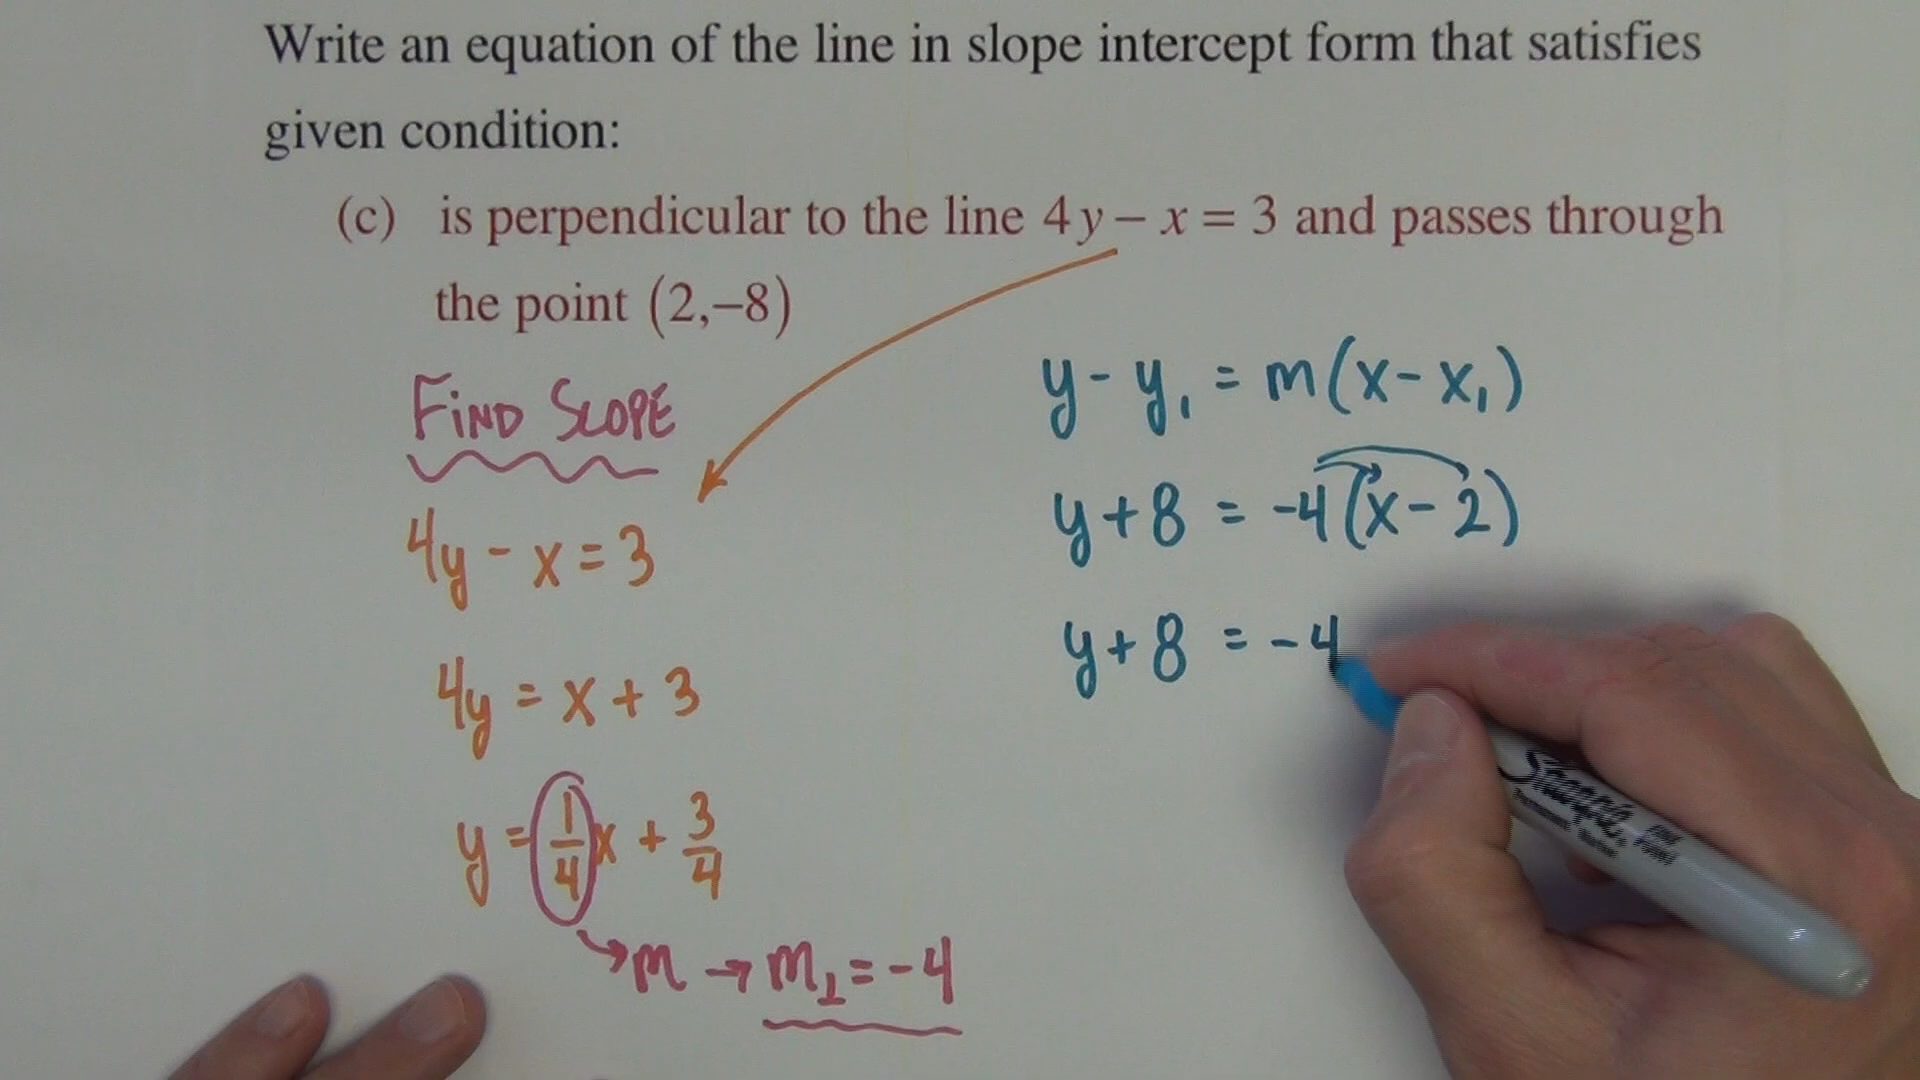 Write an equation of the line in slope intercept form that satisfies
given condition:
(c) is perpendicular to the line 4y – x = 3 and passes through
the point (2,–8)
FIND SLOPE
4y - x = 3
4y = x + 3
y = 1/4 x + 3/4
m → m⊥ = -4
y - y₁ = m(x - x₁)
y + 8 = -4(x - 2)
y + 8 = -4
Sharpie